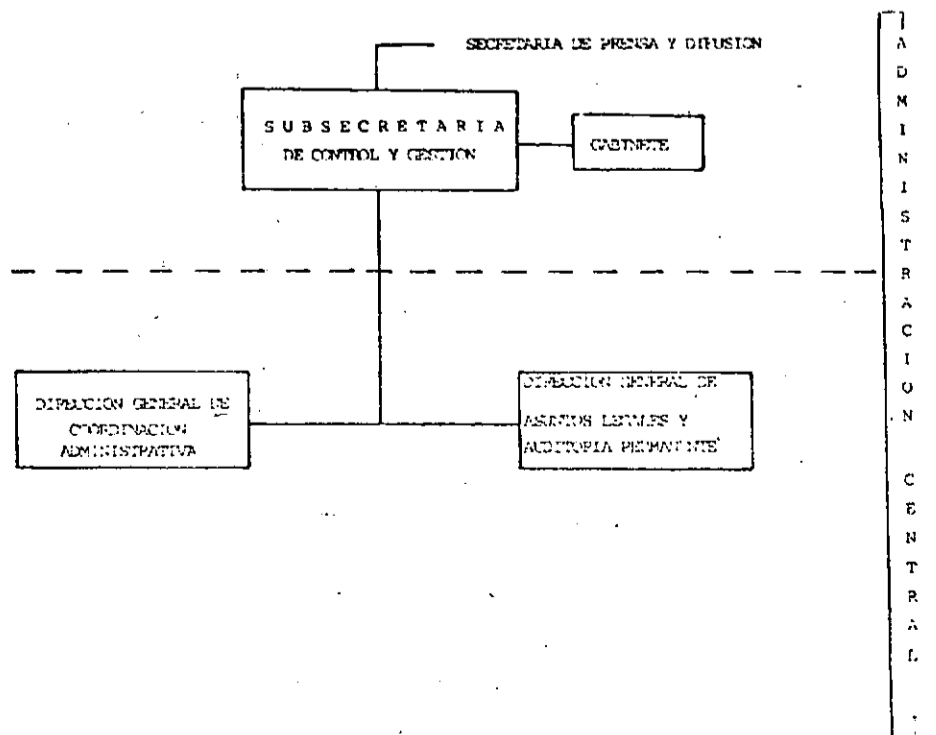 SECRETARIA DE PRENSA Y DIFUSION
S U B S E C R E T A R I A
DE CONTROL Y GESTION
GABINETE
DIRECCION GENERAL DE
COORDINACION
ADMINISTRATIVA
DIRECCION GENERAL DE
ASUNTOS LEGALES Y
AUDITORIA PERMANENTE
A D M I N I S T R A C I O N C E N T R A L